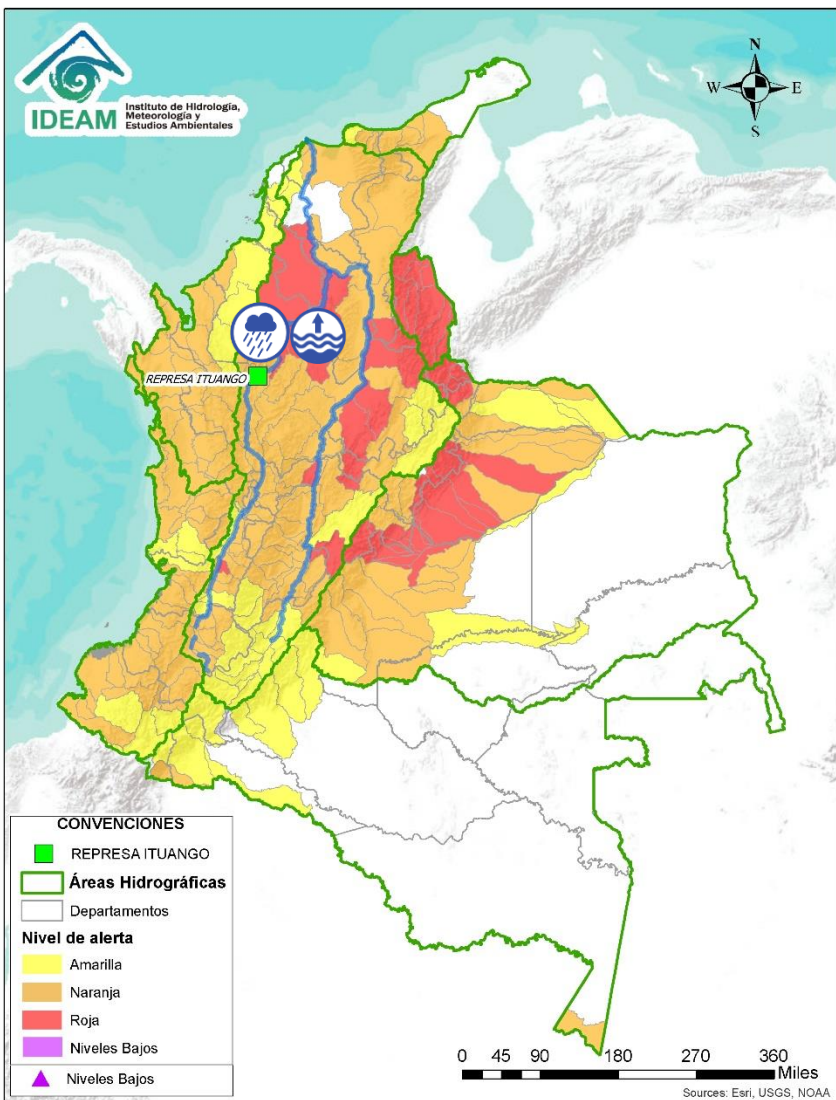 IDEAM
Instituto de Hidrología,
Meteorología y
Estudios Ambientales
N
W
E
S
REPRESA ITUANGO
CONVENCIONES
REPRESA ITUANGO
Áreas Hidrográficas
Departamentos
Nivel de alerta
Amarilla
Naranja
Roja
Niveles Bajos
Niveles Bajos
0 45 90 180 270 360
Miles
Sources: Esri, USGS, NOAA